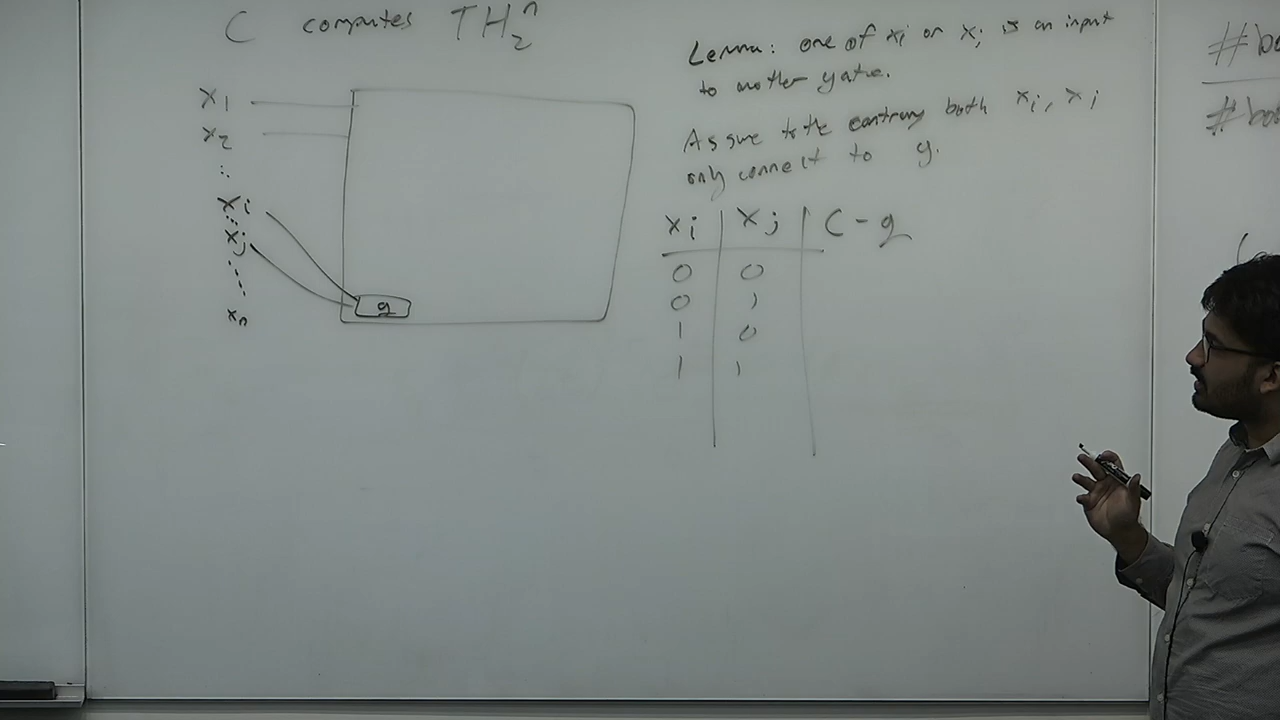 C computes TH₂ⁿ
x1
x2
:
xi
xj
xn
g
Lemma: one of xi or xj is an input
to another gate.
Assume to the contrary both xi, xj
only connect to g.
xi | xj | C - g
0 | 0 |
0 | 1 |
1 | 0 |
1 | 1 |